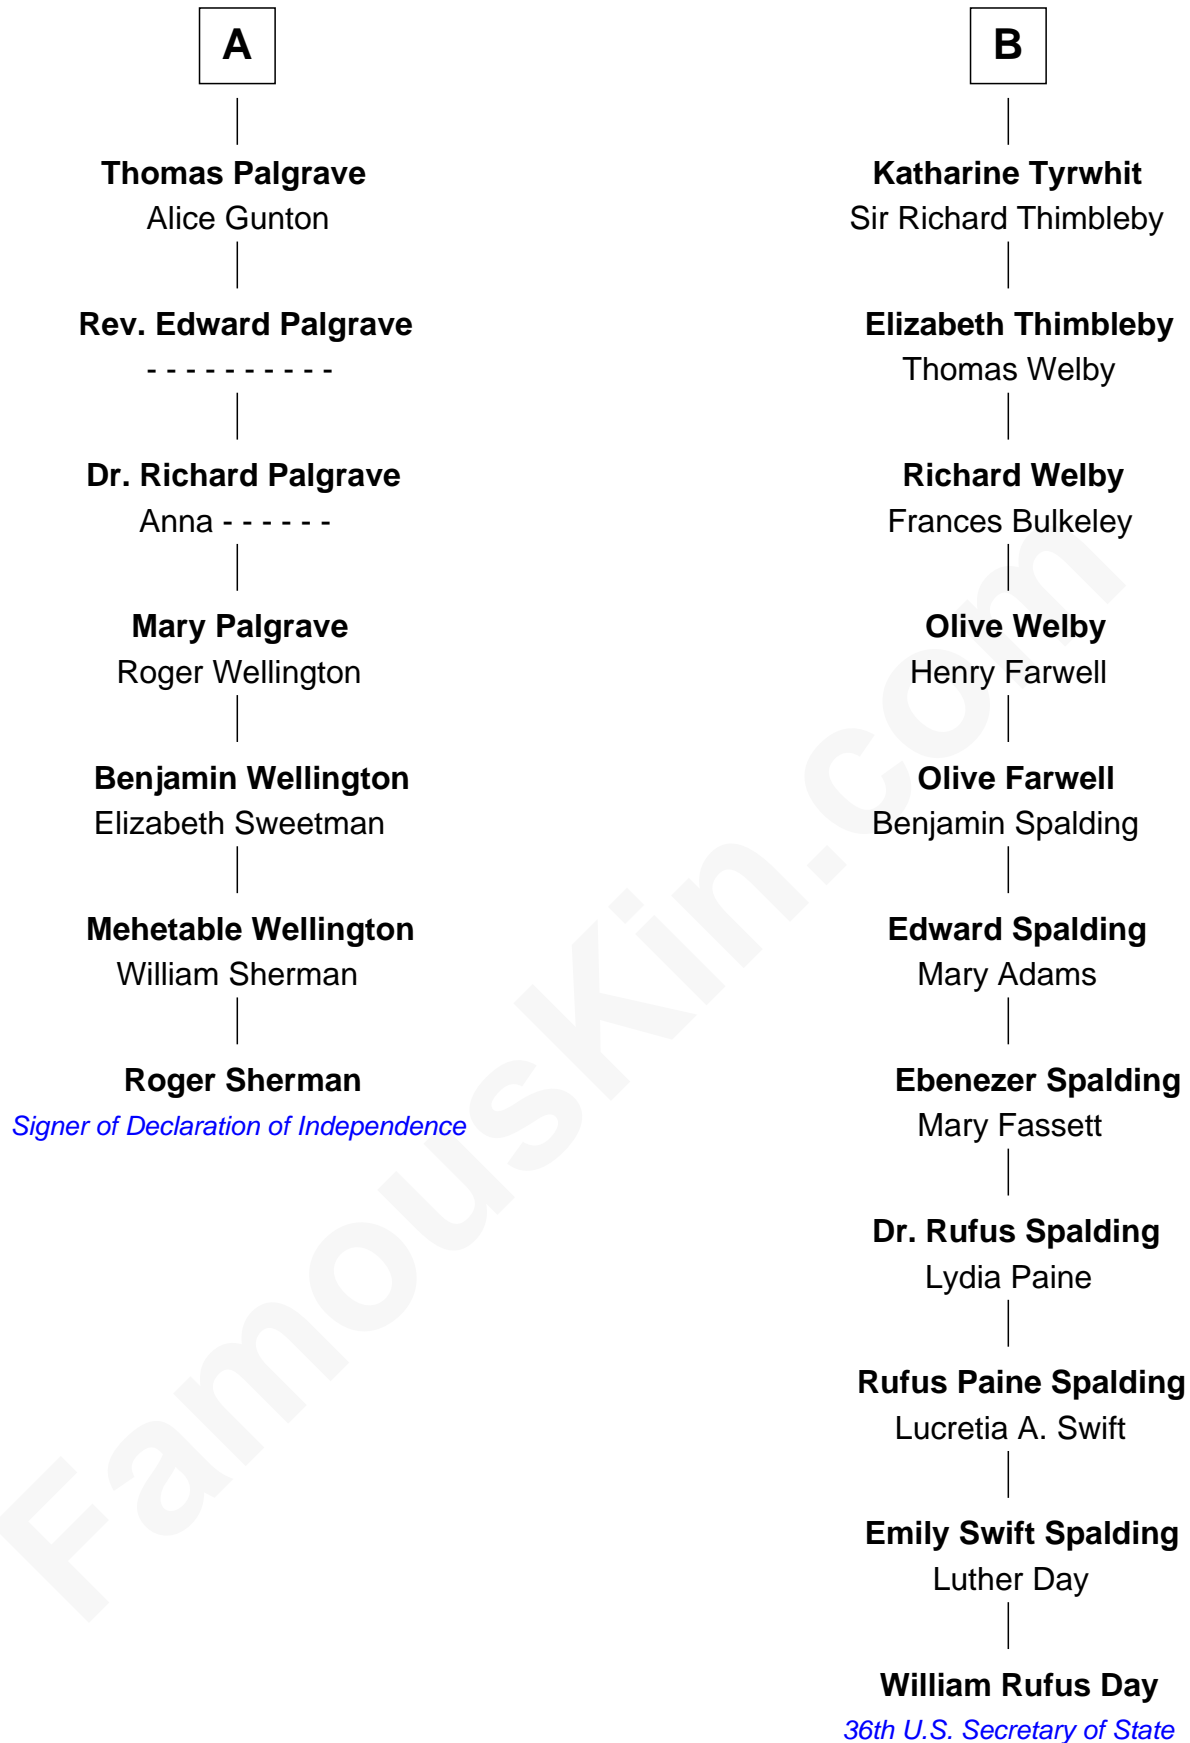 A
Thomas Palgrave
Alice Gunton
Rev. Edward Palgrave
- - - - - - - - - -
Dr. Richard Palgrave
Anna - - - - - -
Mary Palgrave
Roger Wellington
Benjamin Wellington
Elizabeth Sweetman
Mehetable Wellington
William Sherman
Roger Sherman
Signer of Declaration of Independence
B
Katharine Tyrwhit
Sir Richard Thimbleby
Elizabeth Thimbleby
Thomas Welby
Richard Welby
Frances Bulkeley
Olive Welby
Henry Farwell
Olive Farwell
Benjamin Spalding
Edward Spalding
Mary Adams
Ebenezer Spalding
Mary Fassett
Dr. Rufus Spalding
Lydia Paine
Rufus Paine Spalding
Lucretia A. Swift
Emily Swift Spalding
Luther Day
William Rufus Day
36th U.S. Secretary of State
FamousKin.com